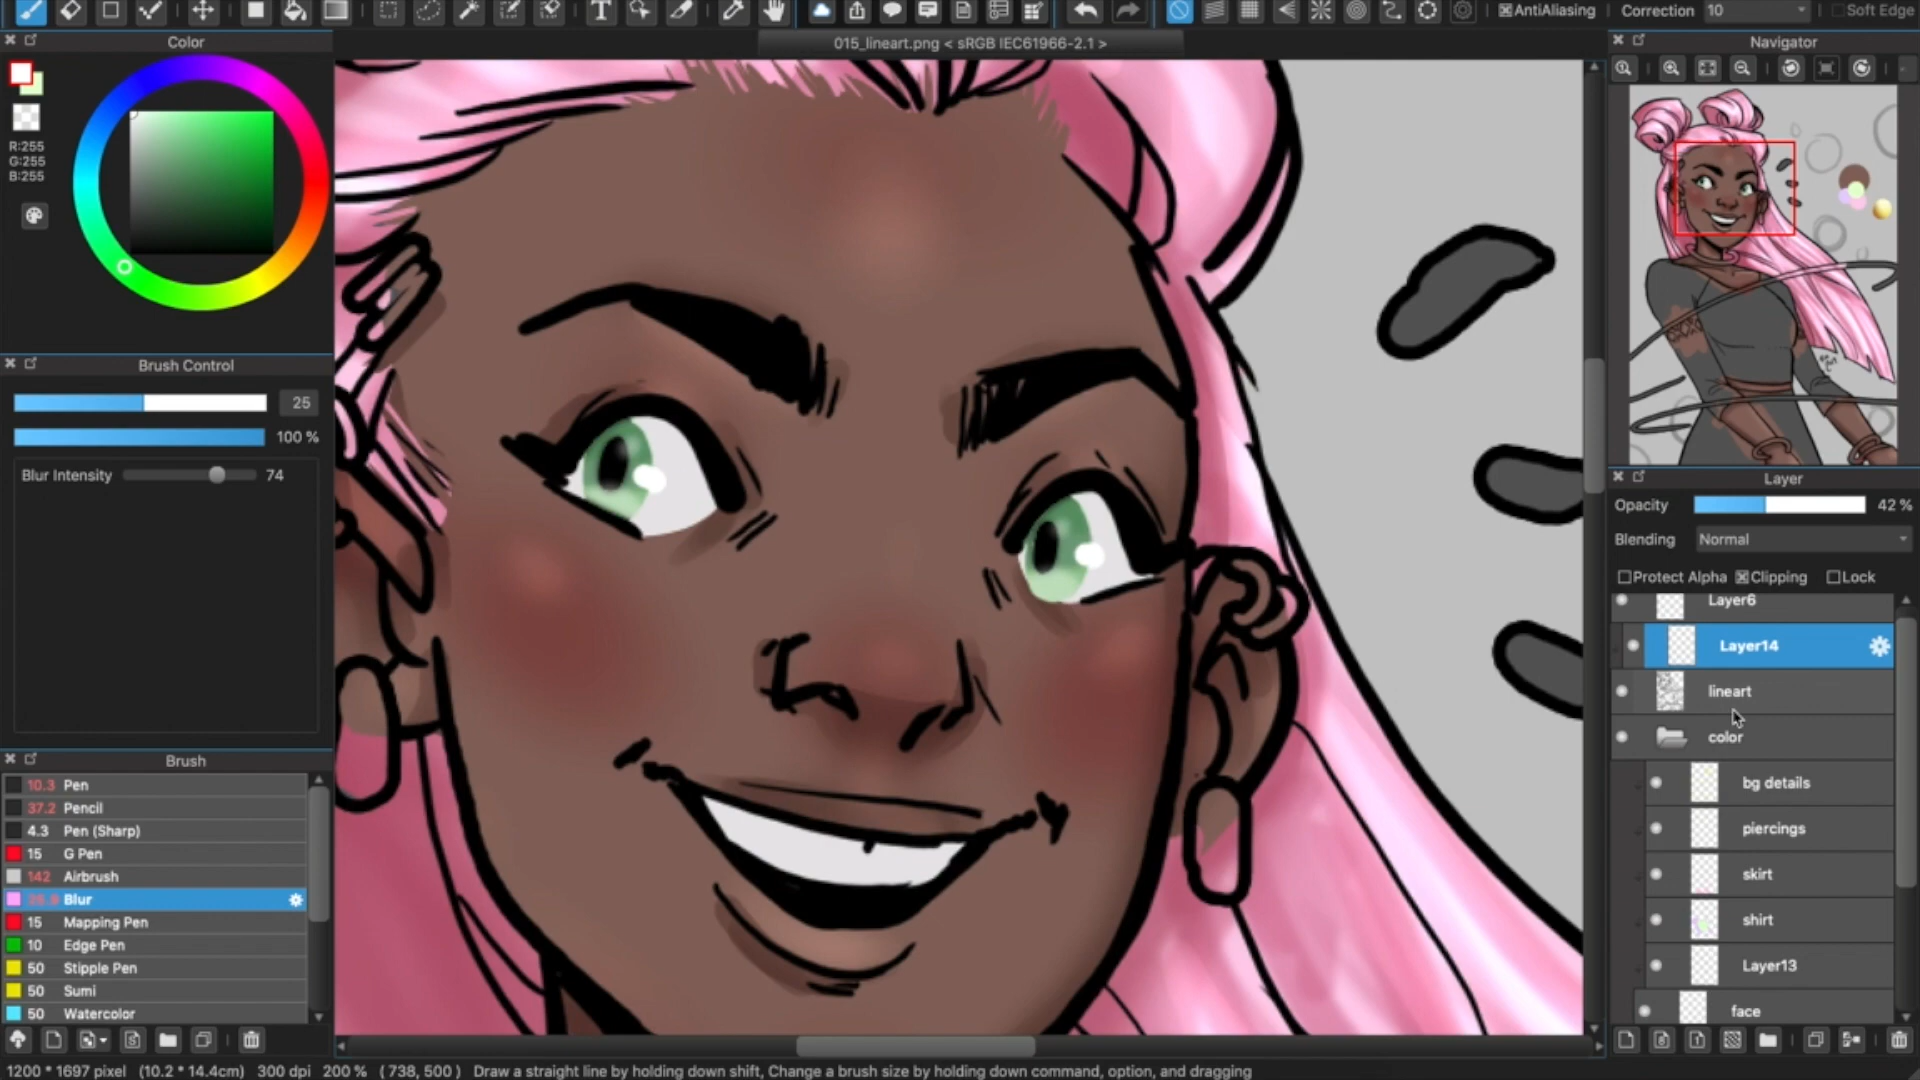 AntiAliasing
Correction 10
Soft Edge
Color
015_lineart.png < sRGB IEC61966-2.1 >
Navigator
R:255
G:255
B:255
Brush Control
25
100 %
Blur Intensity 74
Layer
Opacity 42 %
Blending Normal
Protect Alpha Clipping Lock
Layer6
Layer14
lineart
color
bg details
piercings
skirt
shirt
Layer13
face
Brush
10.3 Pen
37.2 Pencil
4.3 Pen (Sharp)
15 G Pen
142 Airbrush
Blur
15 Mapping Pen
10 Edge Pen
50 Stipple Pen
50 Sumi
50 Watercolor
1200 * 1697 pixel (10.2 * 14.4cm) 300 dpi 200 % ( 738, 500 ) Draw a straight line by holding down shift, Change a brush size by holding down command, option, and dragging